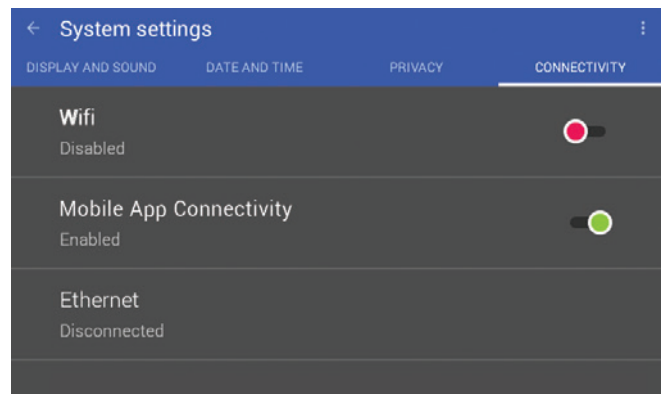 System settings
DISPLAY AND SOUND DATE AND TIME PRIVACY CONNECTIVITY
Wifi
Disabled
Mobile App Connectivity
Enabled
Ethernet
Disconnected